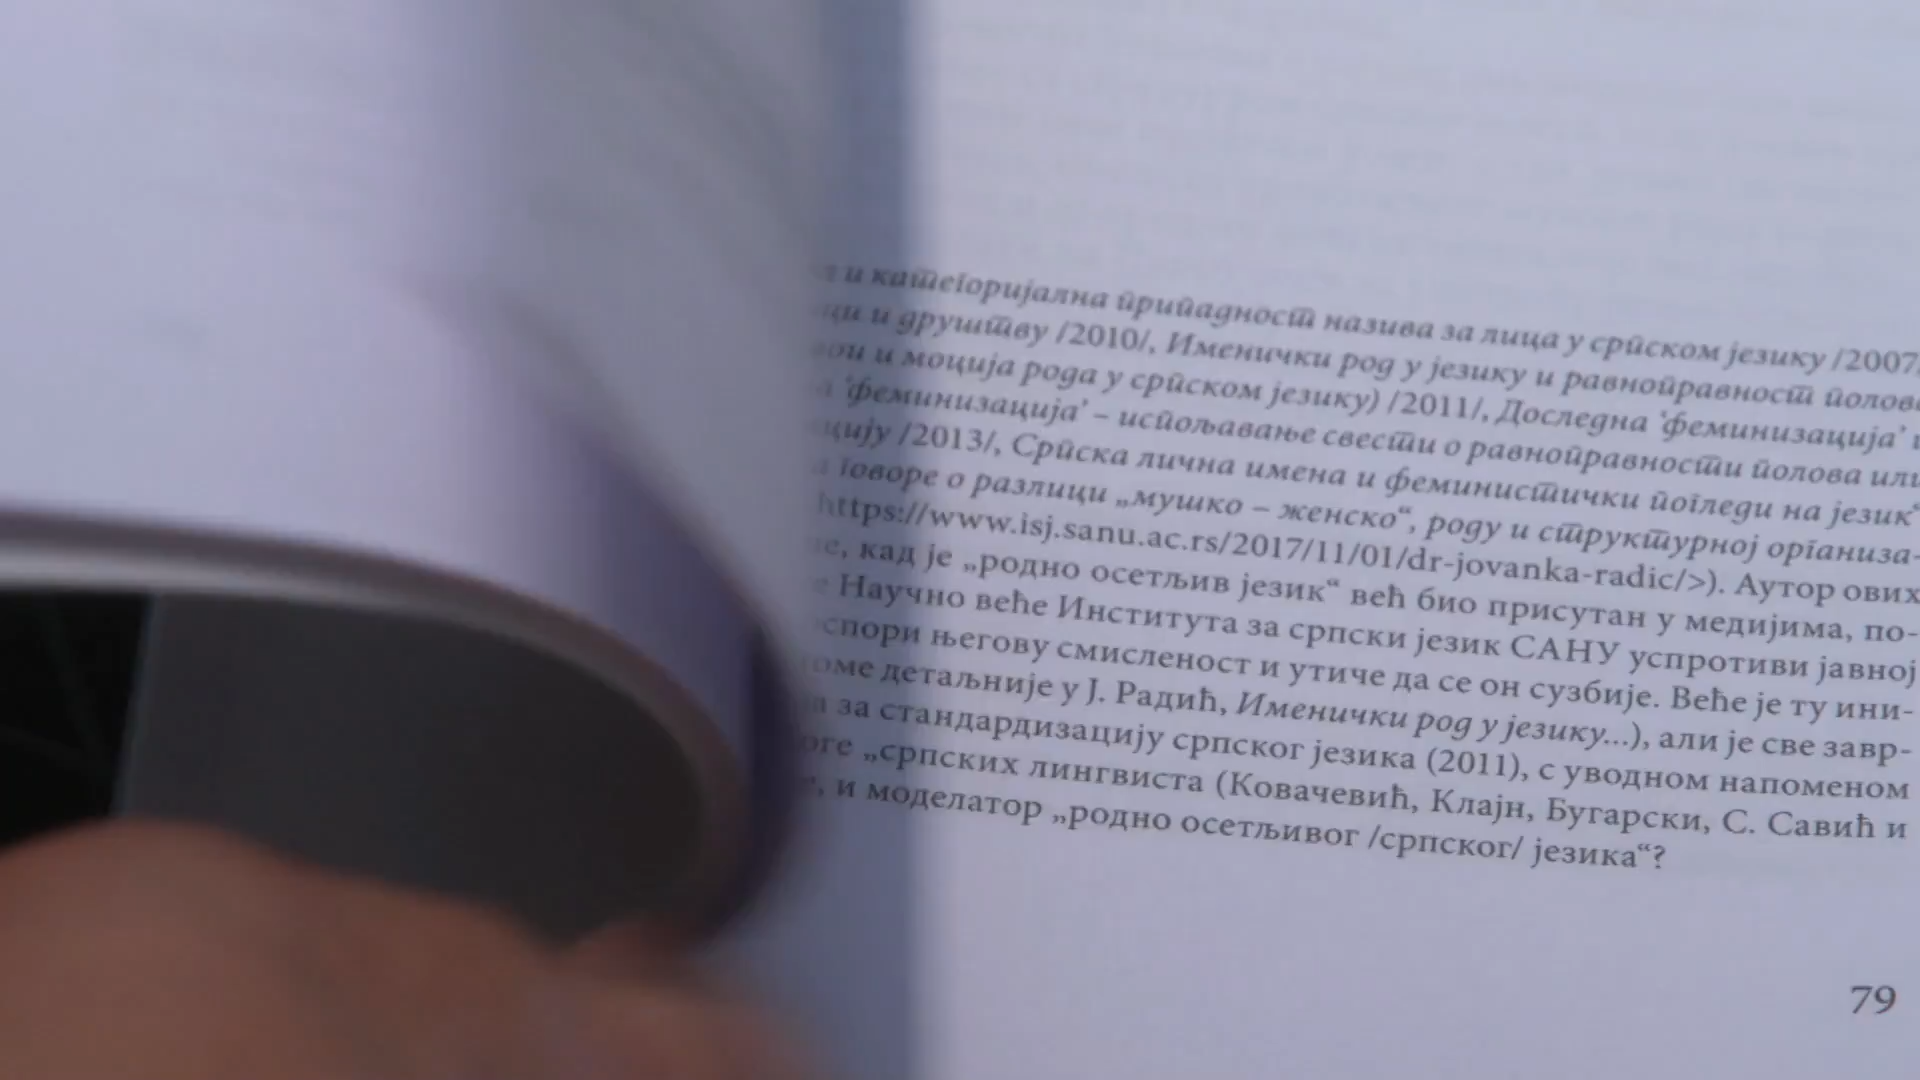 и категоријална припадност назива за лица у српском језику /2007,
и друштву /2010/, Именички род у језику и равноправност полова
и моција рода у српском језику) /2011/, Доследна 'феминизација' и
'феминизација' – испољавање свести о равноправности полова или
/2013/, Српска лична имена и феминистички погледи на језик“
говоре о разлици „мушко – женско“, роду и структурној организа-
https://www.isj.sanu.ac.rs/2017/11/01/dr-jovanka-radic/>). Аутор ових
кад је „родно осетљив језик“ већ био присутан у медијима, по-
Научно веће Института за српски језик САНУ успротиви јавној
његову смисленост и утиче да се он сузбије. Веће је ту ини-
детаљније у Ј. Радић, Именички род у језику...), али је све завр-
за стандардизацију српског језика (2011), с уводном напоменом
„српских лингвиста (Ковачевић, Клајн, Бугарски, С. Савић и
и моделатор „родно осетљивог /српског/ језика“?
79